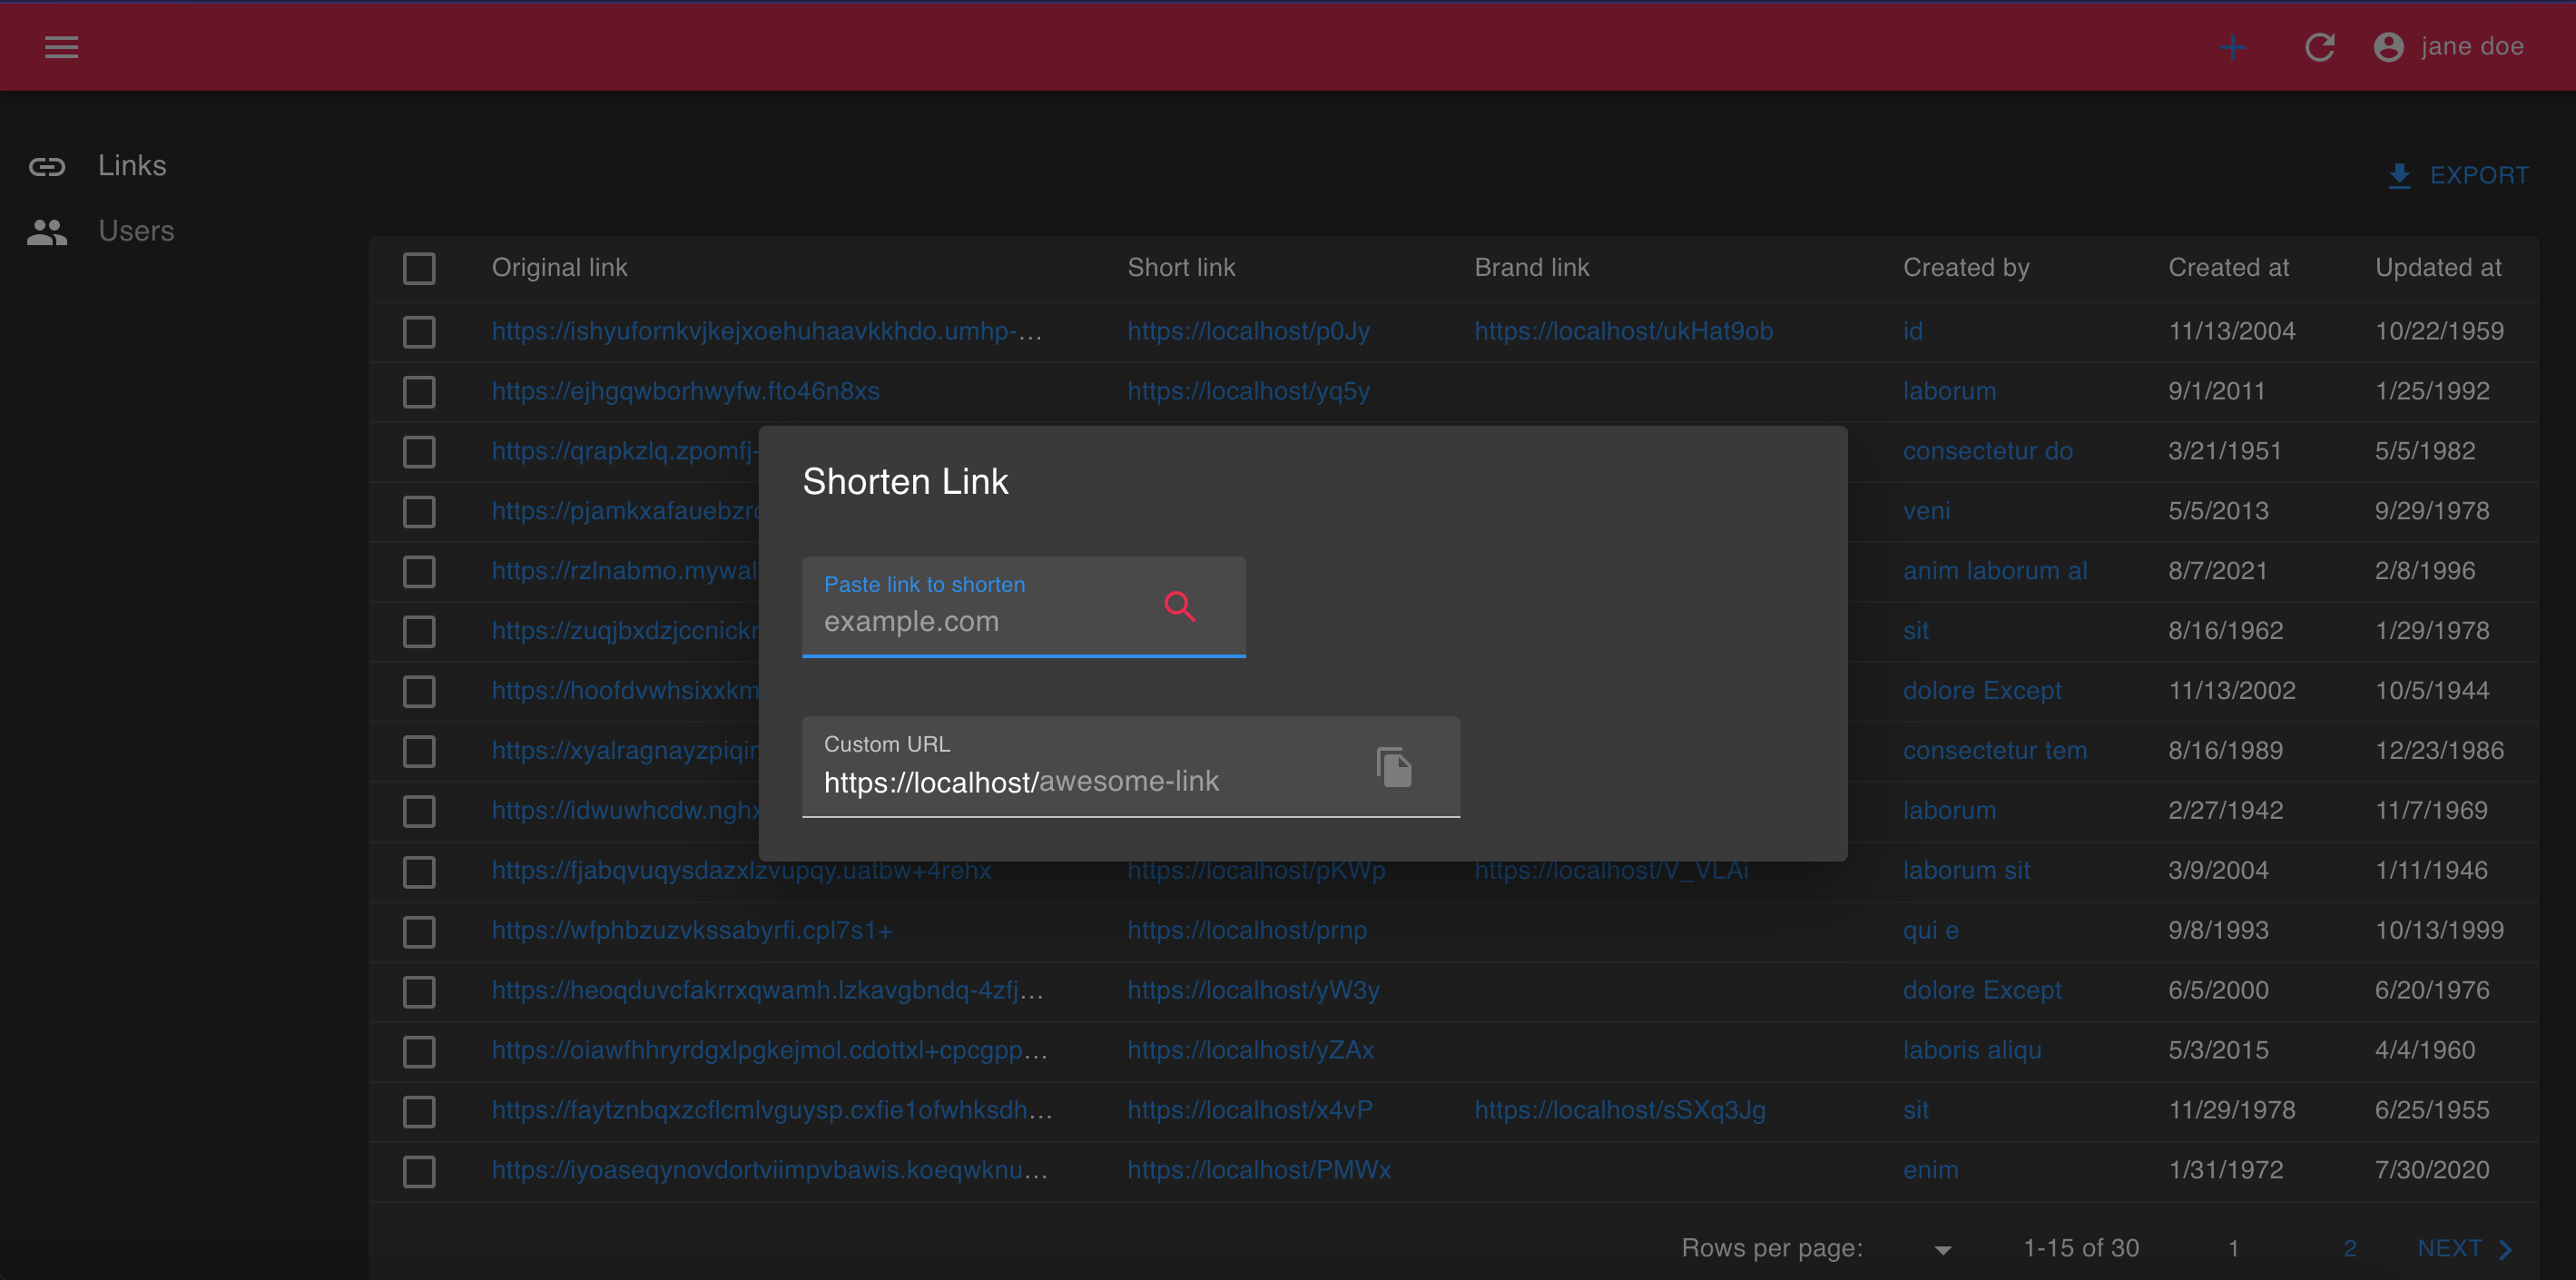 jane doe
Links
Users
EXPORT
Original link Short link Brand link Created by Created at Updated at
https://ishyufornkvjkejxoehuhaavkkhdo.umhp-... https://localhost/p0Jy https://localhost/ukHat9ob id 11/13/2004 10/22/1959
https://ejhgqwborhwyfw.fto46n8xs https://localhost/yq5y laborum 9/1/2011 1/25/1992
https://qrapkzlq.zpomfj- consectetur do 3/21/1951 5/5/1982
Shorten Link
https://pjamkxafauebzr veni 5/5/2013 9/29/1978
https://rzlnabmo.mywal anim laborum al 8/7/2021 2/8/1996
Paste link to shorten
example.com
https://zuqjbxdzjccnick sit 8/16/1962 1/29/1978
https://hoofdvwhsixxkm dolore Except 11/13/2002 10/5/1944
https://xyalragnayzpiqi consectetur tem 8/16/1989 12/23/1986
Custom URL
https://localhost/awesome-link
https://idwuwhcdw.nghx laborum 2/27/1942 11/7/1969
https://fjabqvuqysdazxlzvupqy.uatbw+4rehx https://localhost/pKWp https://localhost/V_VLAi laborum sit 3/9/2004 1/11/1946
https://wfphbzuzvkssabyrfi.cpl7s1+ https://localhost/prnp qui e 9/8/1993 10/13/1999
https://heoqduvcfakrrxqwamh.lzkavgbndq-4zfj... https://localhost/yW3y dolore Except 6/5/2000 6/20/1976
https://oiawfhhryrdgxlpgkejmol.cdottxl+cpcgpp... https://localhost/yZAx laboris aliqu 5/3/2015 4/4/1960
https://faytznbqxzcflcmlvguysp.cxfie1ofwhksdh... https://localhost/x4vP https://localhost/sSXq3Jg sit 11/29/1978 6/25/1955
https://iyoaseqynovdortviimpvbawis.koeqwknu... https://localhost/PMWx enim 1/31/1972 7/30/2020
Rows per page: 1-15 of 30 1 2 NEXT